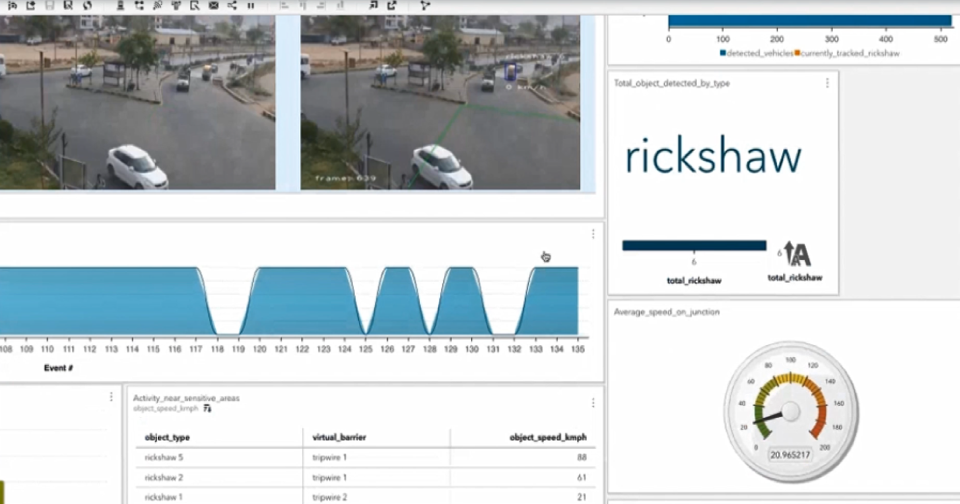 0 100 200 300 400 500
detected_vehicles currently_tracked_rickshaw
0 km/h
frames: 639
Total_object_detected_by_type
rickshaw
6
total_rickshaw
6
total_rickshaw
108 109 110 111 112 113 114 115 116 117 118 119 120 121 122 123 124 125 126 127 128 129 130 131 132 133 134 135
Event #
Average_speed_on_junction
0 20 40 60 80 100 120 140 160 180 200
20.965217
Activity_near_sensitive_areas
object_speed_kmph
object_type virtual_barrier object_speed_kmph
rickshaw 5 tripwire 1 88
rickshaw 2 tripwire 1 61
rickshaw 1 tripwire 2 21